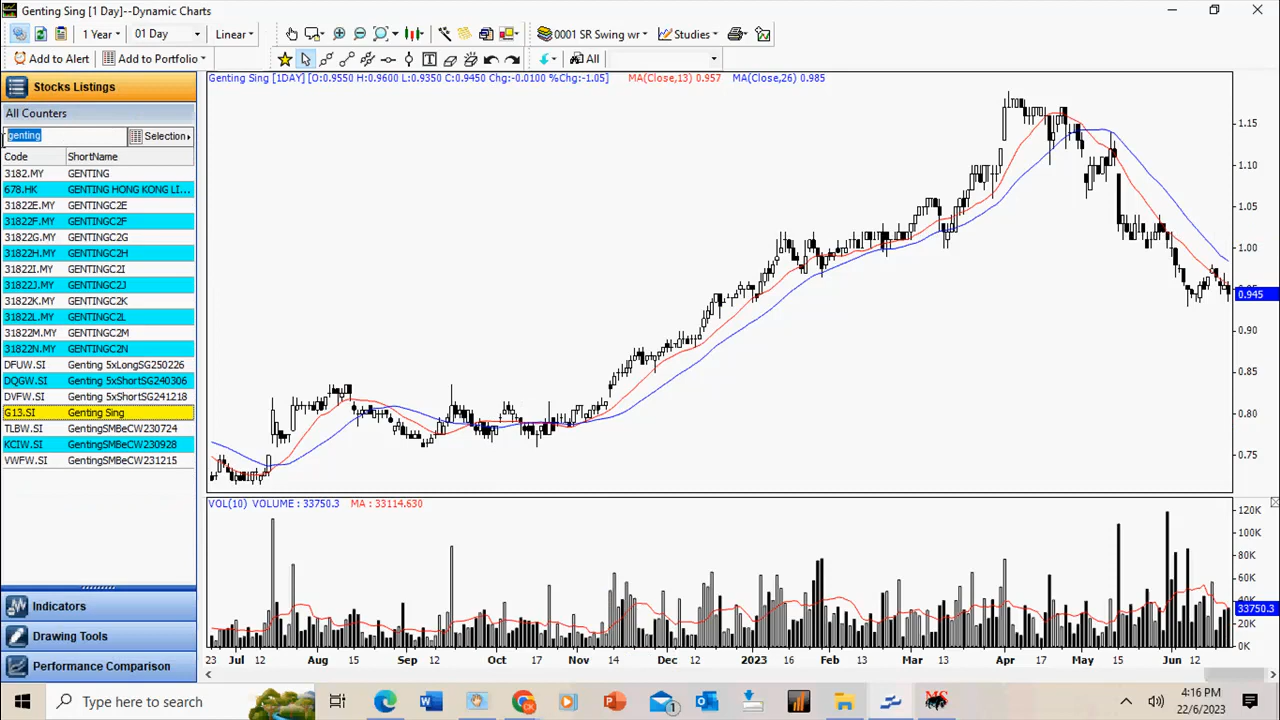 Genting Sing [1 Day]--Dynamic Charts
1 Year 01 Day Linear 0001 SR Swing wr Studies
Add to Alert Add to Portfolio All
Stocks Listings
All Counters
genting Selection
Code ShortName
3182.MY GENTING
678.HK GENTING HONG KONG LI...
31822E.MY GENTINGC2E
31822F.MY GENTINGC2F
31822G.MY GENTINGC2G
31822H.MY GENTINGC2H
31822I.MY GENTINGC2I
31822J.MY GENTINGC2J
31822K.MY GENTINGC2K
31822L.MY GENTINGC2L
31822M.MY GENTINGC2M
31822N.MY GENTINGC2N
DFUW.SI Genting 5xLongSG250226
DQGW.SI Genting 5xShortSG240306
DVFW.SI Genting 5xShortSG241218
G13.SI Genting Sing
TLBW.SI GentingSMBeCW230724
KCIW.SI GentingSMBeCW230928
VWFW.SI GentingSMBeCW231215
Indicators
Drawing Tools
Performance Comparison
Genting Sing [1DAY] [O:0.9550 H:0.9600 L:0.9350 C:0.9450 Chg:-0.0100 %Chg:-1.05] MA(Close,13) 0.957 MA(Close,26) 0.985
1.15
1.10
1.05
1.00
0.945
0.90
0.85
0.80
0.75
VOL(10) VOLUME : 33750.3 MA : 33114.630
120K
100K
80K
60K
40K
33750.3
20K
0K
23 Jul 12 Aug 15 Sep 12 Oct 17 Nov 14 Dec 12 2023 16 Feb 13 Mar 13 Apr 17 May 15 Jun 12
Type here to search
1
4:16 PM
22/6/2023